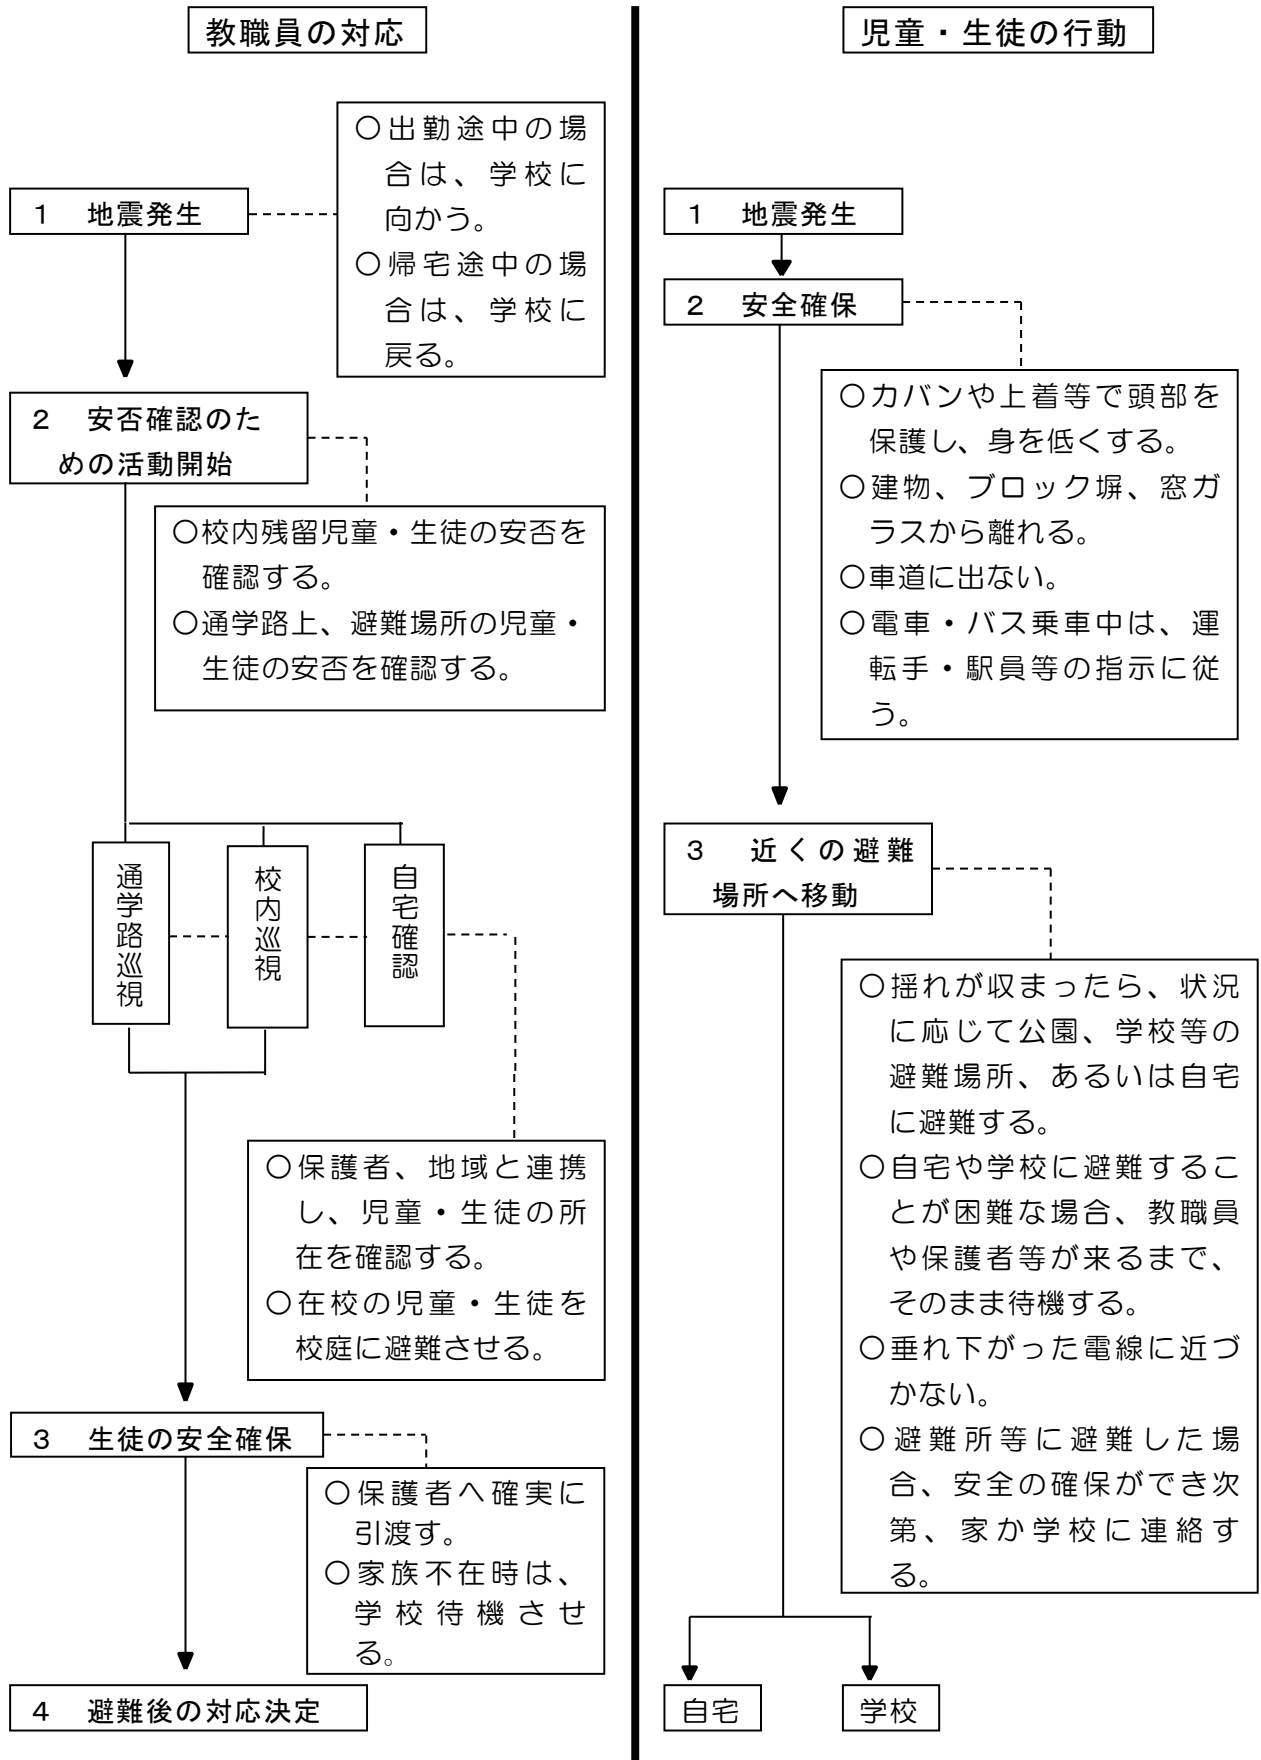 教職員の対応
○出勤途中の場
合は、学校に
向かう。
○帰宅途中の場
合は、学校に
戻る。
1　地震発生
2　安否確認のた
めの活動開始
○校内残留児童・生徒の安否を
確認する。
○通学路上、避難場所の児童・
生徒の安否を確認する。
通学路巡視
校内巡視
自宅確認
○保護者、地域と連携
し、児童・生徒の所
在を確認する。
○在校の児童・生徒を
校庭に避難させる。
3　生徒の安全確保
○保護者へ確実に
引渡す。
○家族不在時は、
学校待機させ
る。
4　避難後の対応決定
児童・生徒の行動
1　地震発生
2　安全確保
○カバンや上着等で頭部を
保護し、身を低くする。
○建物、ブロック塀、窓ガ
ラスから離れる。
○車道に出ない。
○電車・バス乗車中は、運
転手・駅員等の指示に従
う。
3　近くの避難
場所へ移動
○揺れが収まったら、状況
に応じて公園、学校等の
避難場所、あるいは自宅
に避難する。
○自宅や学校に避難するこ
とが困難な場合、教職員
や保護者等が来るまで、
そのまま待機する。
○垂れ下がった電線に近づ
かない。
○避難所等に避難した場
合、安全の確保ができ次
第、家か学校に連絡す
る。
自宅
学校